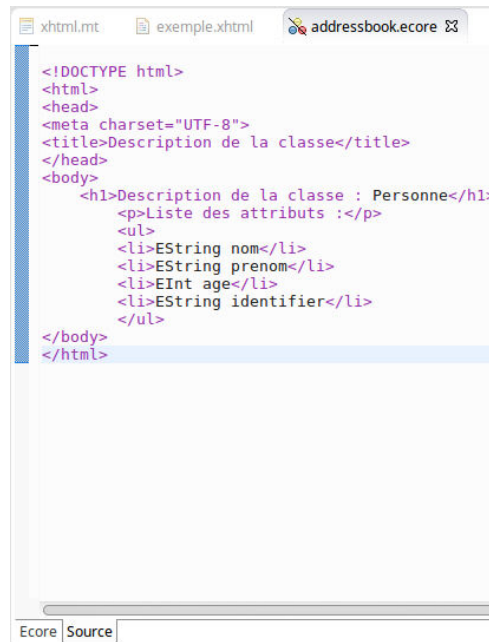 xhtml.mt exemple.xhtml addressbook.ecore
<!DOCTYPE html>
<html>
<head>
<meta charset="UTF-8">
<title>Description de la classe</title>
</head>
<body>
<h1>Description de la classe : Personne</h1>
<p>Liste des attributs :</p>
<ul>
<li>EString nom</li>
<li>EString prenom</li>
<li>EInt age</li>
<li>EString identifier</li>
</ul>
</body>
</html>
Ecore Source